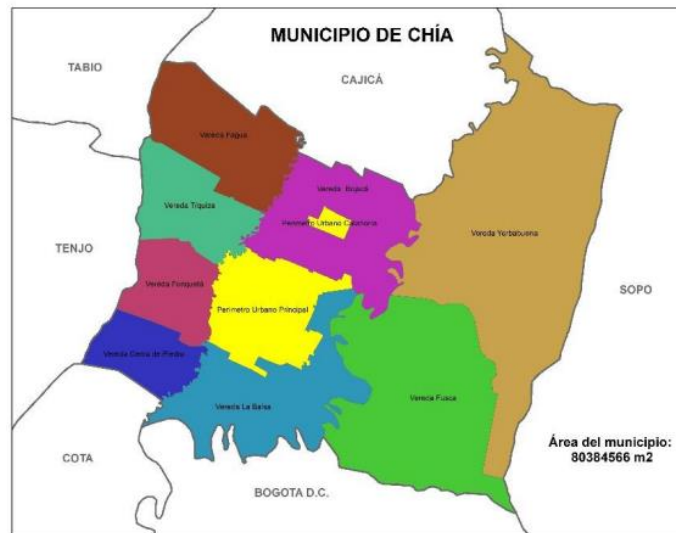 MUNICIPIO DE CHÍA
TABIO
CAJICÁ
Vereda Fagua
Vereda Bojacá
Vereda Tiquiza
Perimetro Urbano Calahorra
Vereda Yerbabuena
TENJO
Vereda Fonquetá
SOPO
Perimetro Urbano Principal
Vereda Cerca de Piedra
Vereda Fusca
Vereda La Balsa
Área del municipio:
80384566 m2
COTA
BOGOTA D.C.